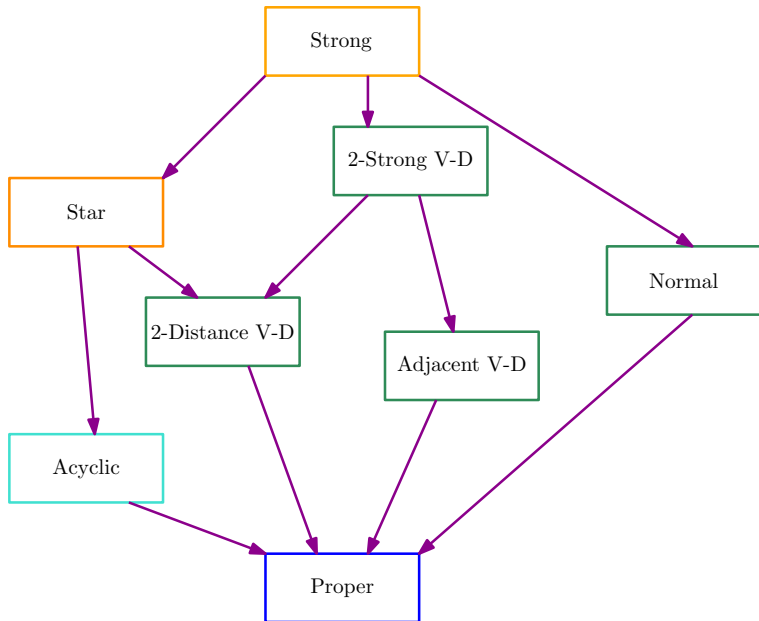 Strong
2-Strong V-D
Star
Normal
2-Distance V-D
Adjacent V-D
Acyclic
Proper